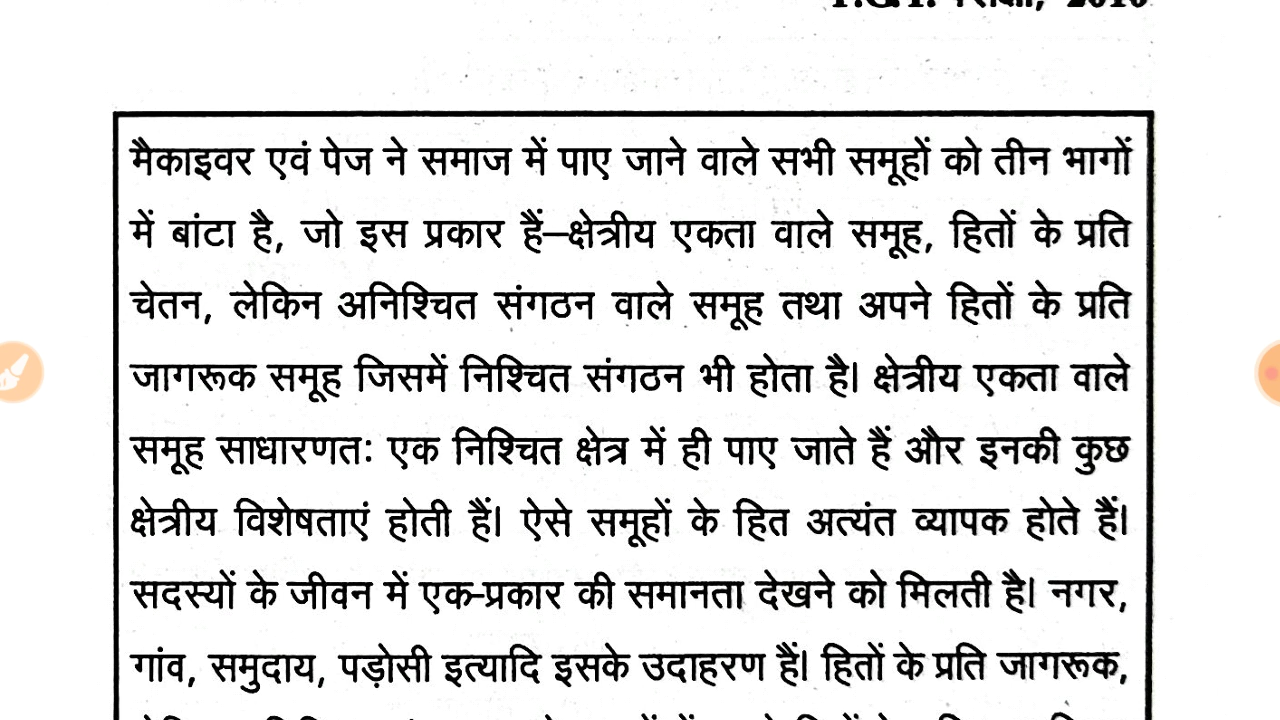 मैकाइवर एवं पेज ने समाज में पाए जाने वाले सभी समूहों को तीन भागों
में बांटा है, जो इस प्रकार हैं–क्षेत्रीय एकता वाले समूह, हितों के प्रति
चेतन, लेकिन अनिश्चित संगठन वाले समूह तथा अपने हितों के प्रति
जागरूक समूह जिसमें निश्चित संगठन भी होता है। क्षेत्रीय एकता वाले
समूह साधारणतः एक निश्चित क्षेत्र में ही पाए जाते हैं और इनकी कुछ
क्षेत्रीय विशेषताएं होती हैं। ऐसे समूहों के हित अत्यंत व्यापक होते हैं।
सदस्यों के जीवन में एक-प्रकार की समानता देखने को मिलती है। नगर,
गांव, समुदाय, पड़ोसी इत्यादि इसके उदाहरण हैं। हितों के प्रति जागरूक,